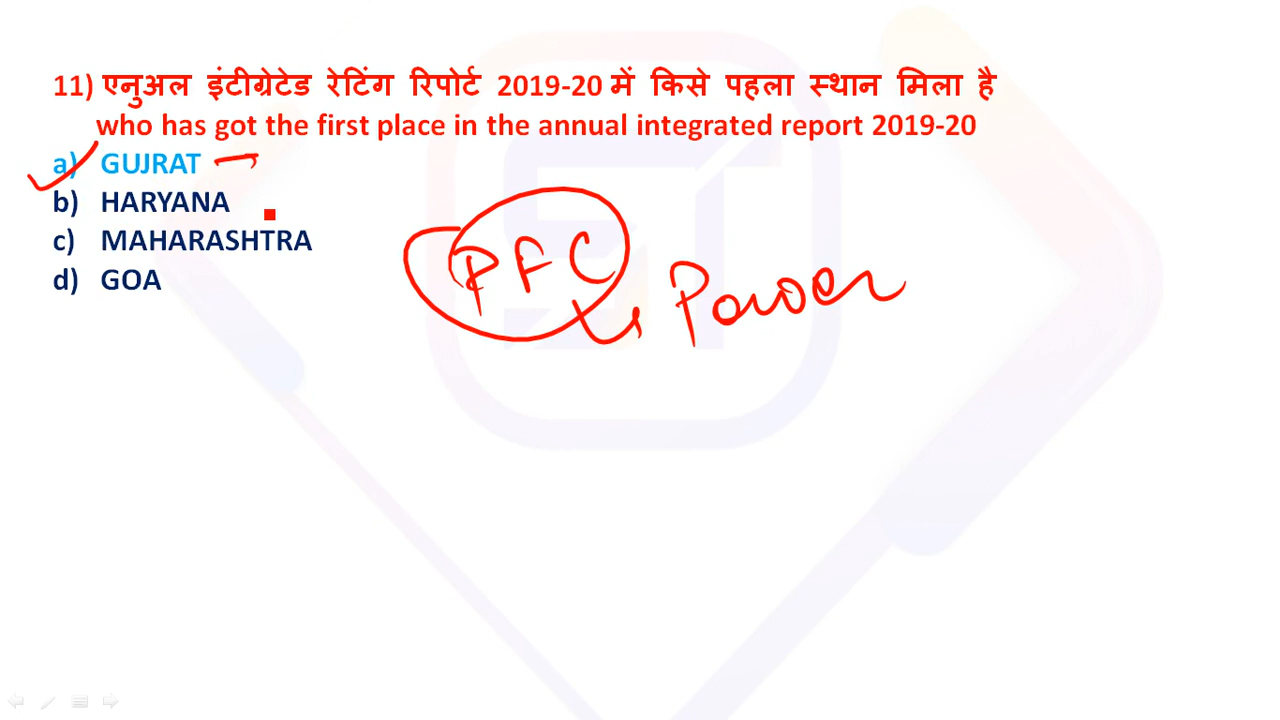 11) एनुअल इंटीग्रेटेड रेटिंग रिपोर्ट 2019-20 में किसे पहला स्थान मिला है
who has got the first place in the annual integrated report 2019-20
a) GUJRAT
b) HARYANA
c) MAHARASHTRA
d) GOA
PFC
Power